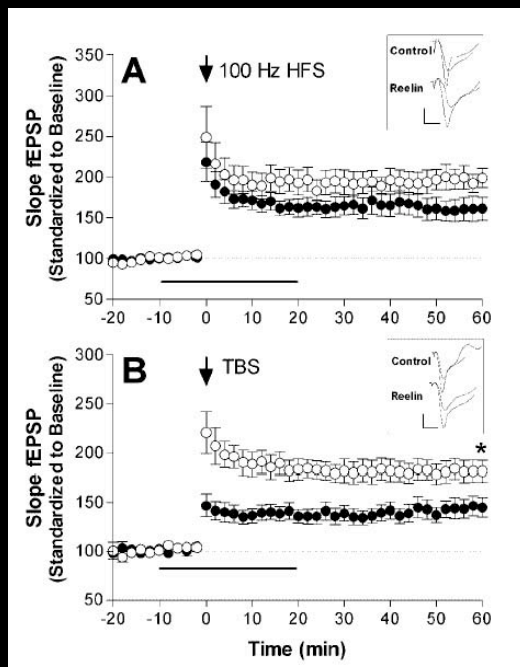 A
100 Hz HFS
Control
Reelin
Slope fEPSP
(Standardized to Baseline)
350
300
250
200
150
100
50
-20 -10 0 10 20 30 40 50 60
B
TBS
Control
Reelin
*
Slope fEPSP
(Standardized to Baseline)
300
250
200
150
100
50
-20 -10 0 10 20 30 40 50 60
Time (min)